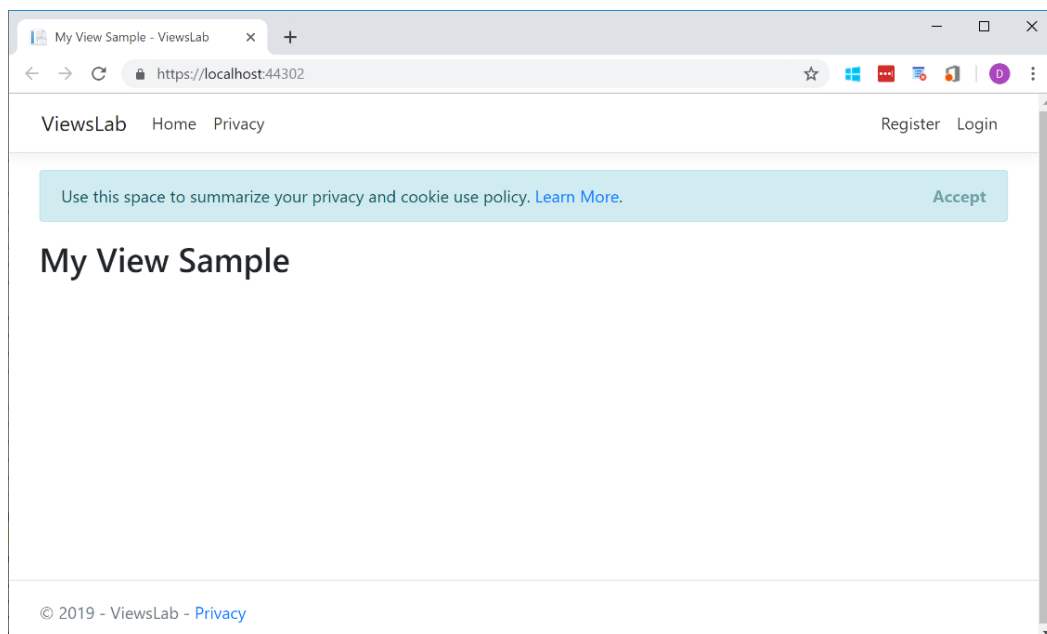 My View Sample - ViewsLab
https://localhost:44302
D
ViewsLab Home Privacy Register Login
Use this space to summarize your privacy and cookie use policy. Learn More. Accept
My View Sample
© 2019 - ViewsLab - Privacy